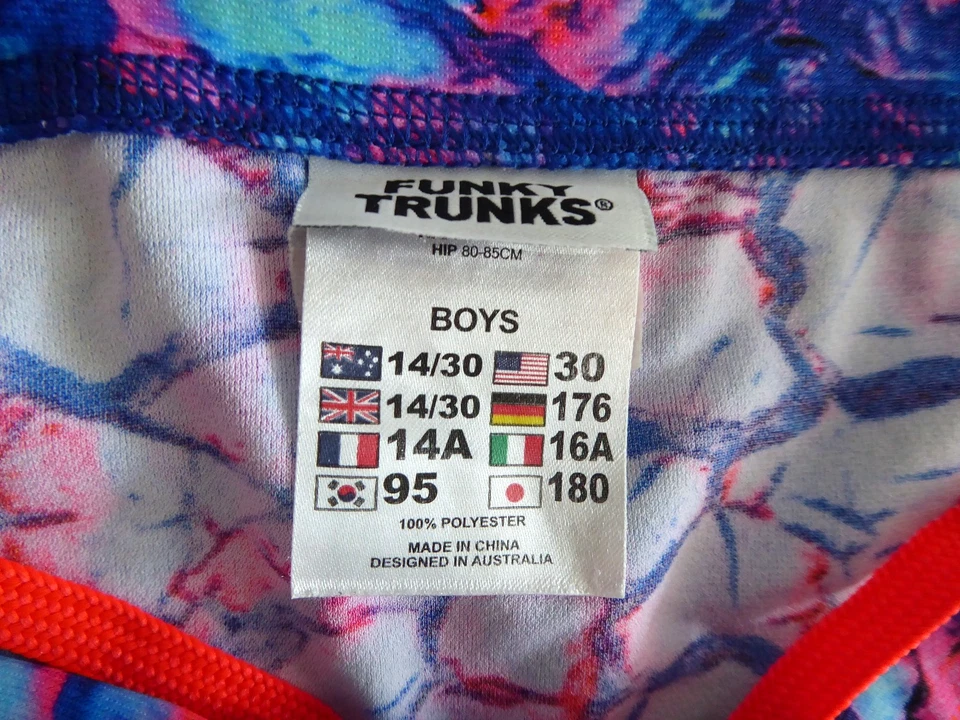 FUNKY
TRUNKS®
HIP 80-85CM
BOYS
14/30 30
14/30 176
14A 16A
95 180
100% POLYESTER
MADE IN CHINA
DESIGNED IN AUSTRALIA